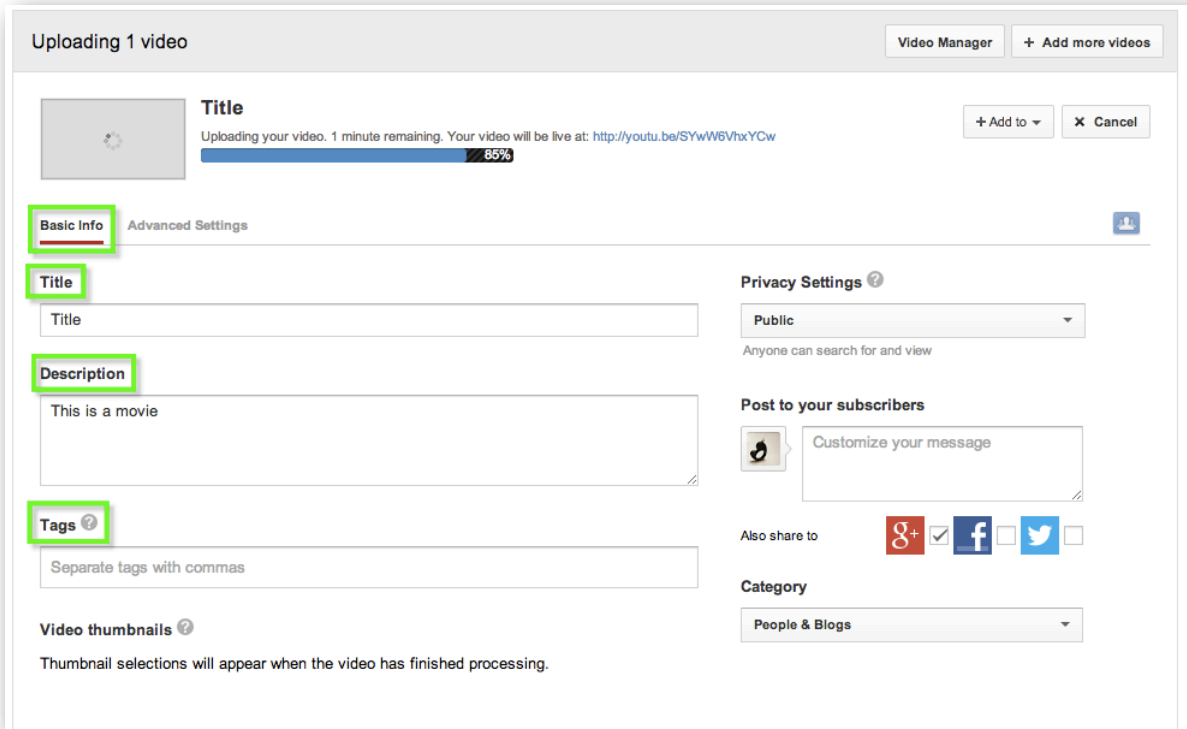 Uploading 1 video
Video Manager
+ Add more videos
Title
Uploading your video. 1 minute remaining. Your video will be live at: http://youtu.be/SYwW6VhxYCw
85%
+ Add to
x Cancel
Basic Info
Advanced Settings
Title
Title
Description
This is a movie
Tags ?
Separate tags with commas
Video thumbnails ?
Thumbnail selections will appear when the video has finished processing.
Privacy Settings ?
Public
Anyone can search for and view
Post to your subscribers
Customize your message
Also share to
g+
f
Category
People & Blogs